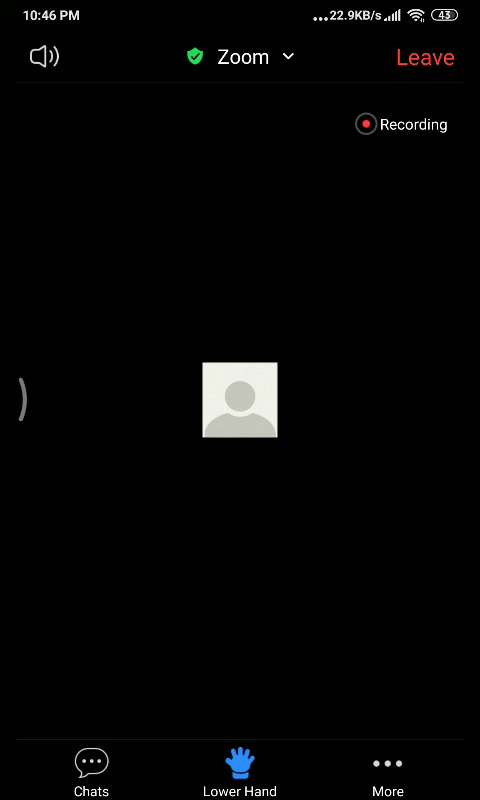 10:46 PM
...22.9KB/s
43
Zoom
Leave
Recording
Chats
Lower Hand
More